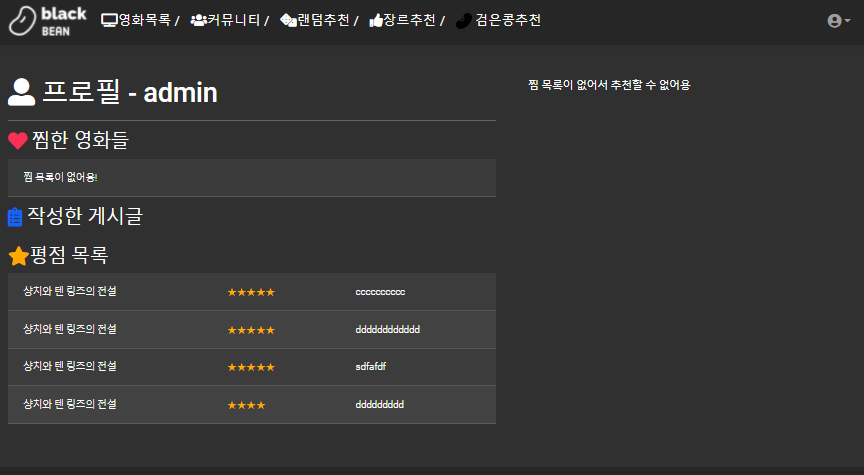 black
BEAN
영화목록 / 커뮤니티 / 랜덤추천 / 장르추천 / 검은콩추천
프로필 - admin
찜한 영화들
찜 목록이 없어용!
작성한 게시글
평점 목록
샹치와 텐 링즈의 전설 ★★★★★ cccccccccc
샹치와 텐 링즈의 전설 ★★★★★ dddddddddddd
샹치와 텐 링즈의 전설 ★★★★★ sdfafdf
샹치와 텐 링즈의 전설 ★★★★ ddddddddd
찜 목록이 없어서 추천할 수 없어용